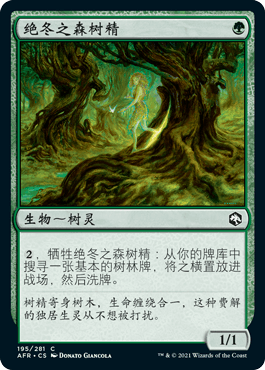 绝冬之森树精
生物～树灵
2，牺牲绝冬之森树精：从你的牌库中
搜寻一张基本的树林牌，将之横置放进
战场，然后洗牌。
树精寄身树木，生命缠绕合一，这种费解
的独居生灵从不想被打扰。
1/1
195/281 C
AFR • CS DONATO GIANCOLA
™ & © 2021 Wizards of the Coast